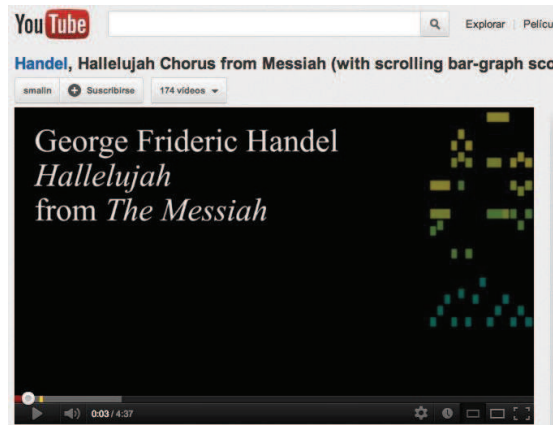 YouTube
Explorar
Pelícu
Handel, Hallelujah Chorus from Messiah (with scrolling bar-graph sco
smalin
Suscribirse
174 vídeos
George Frideric Handel
Hallelujah
from The Messiah
0:03 / 4:37